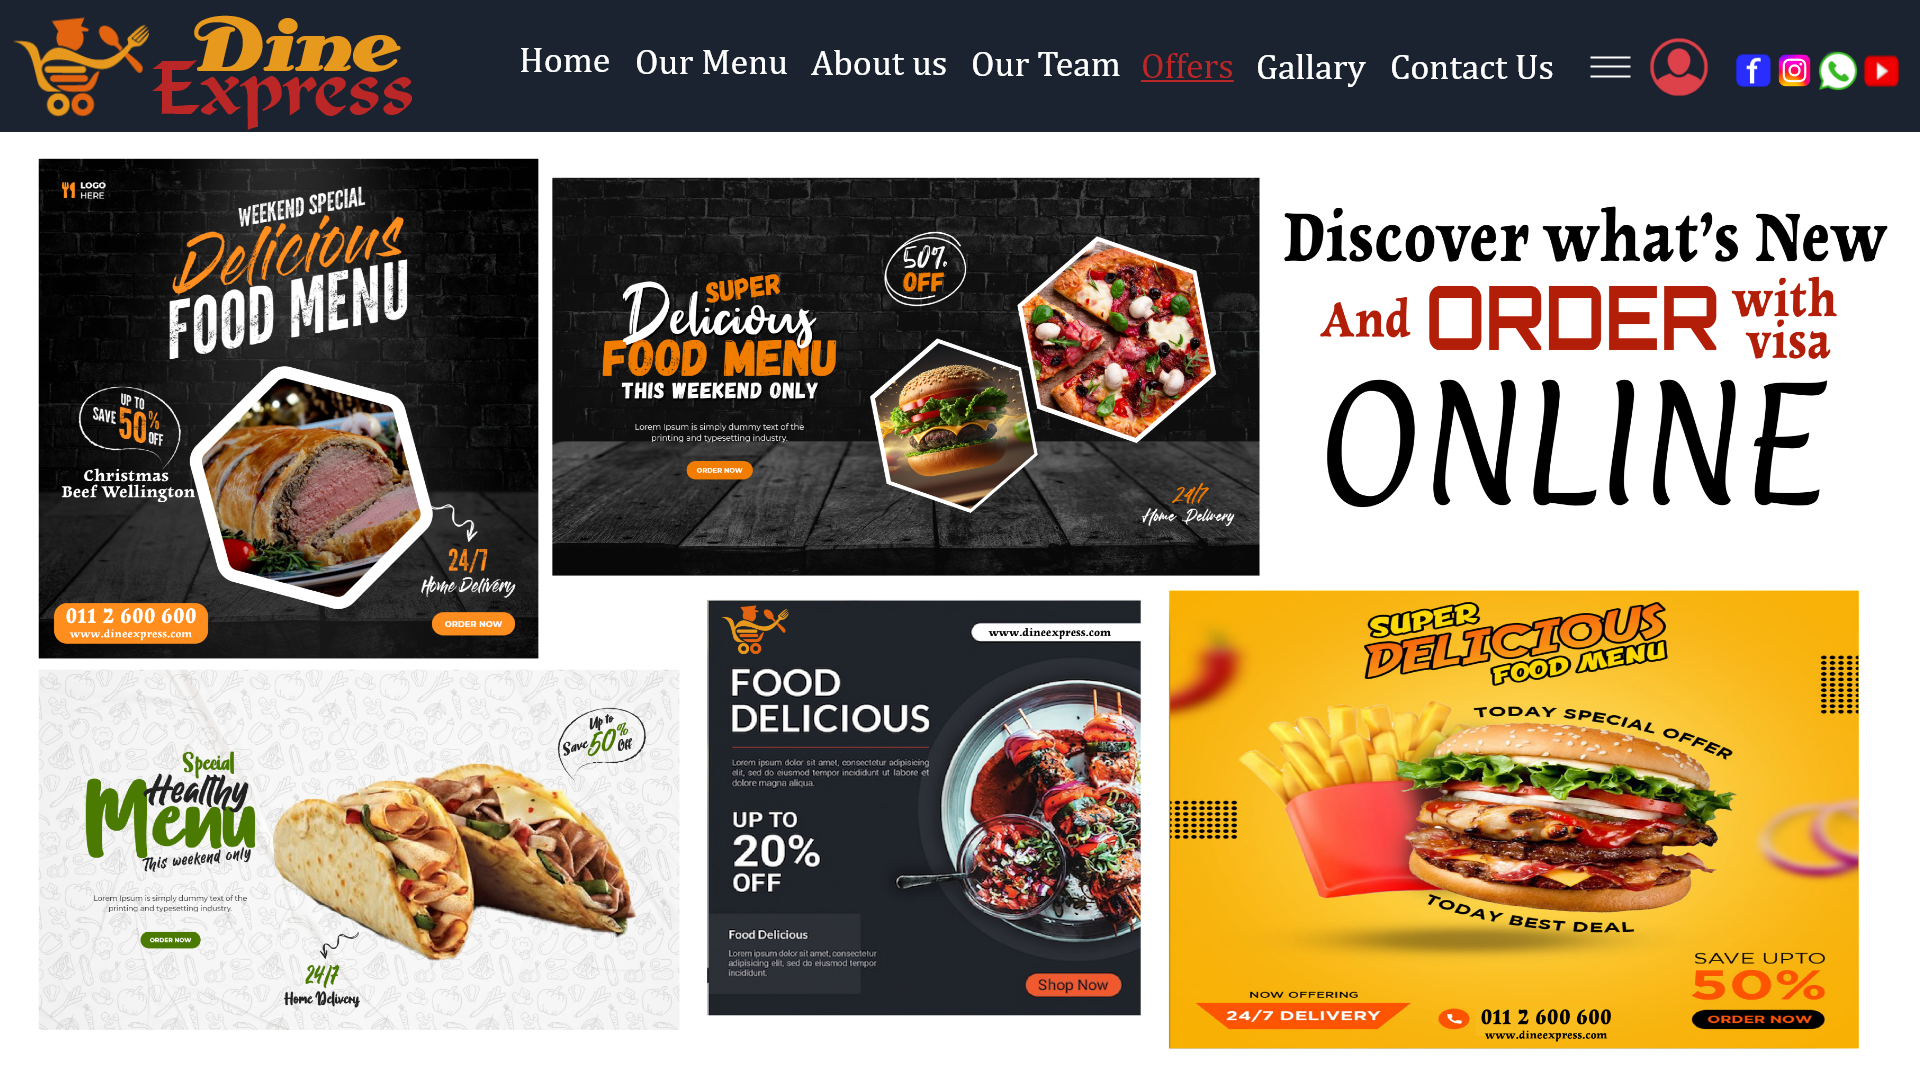 Dine
Express
Home
Our Menu
About us
Our Team
Offers
Gallary
Contact Us
LOGO
HERE
WEEKEND SPECIAL
Delicious
FOOD MENU
UP TO
SAVE 50% OFF
Christmas
Beef Wellington
24/7
Home Delivery
011 2 600 600
www.dineexpress.com
ORDER NOW
SUPER
Delicious
FOOD MENU
THIS WEEKEND ONLY
Lorem Ipsum is simply dummy text of the
printing and typesetting industry.
ORDER NOW
50%
OFF
24/7
Home Delivery
Discover what's New
And ORDER with
visa
ONLINE
Special
Healthy
Menu
This weekend only
Lorem Ipsum is simply dummy text of the
printing and typesetting industry.
ORDER NOW
Up to
Save 50% Off
24/7
Home Delivery
www.dineexpress.com
FOOD
DELICIOUS
Lorem ipsum dolor sit amet, consectetur adipisicing
elit, sed do eiusmod tempor incididunt ut labore et
dolore magna aliqua.
UP TO
20%
OFF
Food Delicious
Lorem ipsum dolor sit amet, consectetur
adipisicing elit, sed do eiusmod tempor
incididunt.
Shop Now
SUPER
DELICIOUS
FOOD MENU
TODAY SPECIAL OFFER
TODAY BEST DEAL
NOW OFFERING
24/7 DELIVERY
011 2 600 600
www.dineexpress.com
SAVE UPTO
50%
ORDER NOW